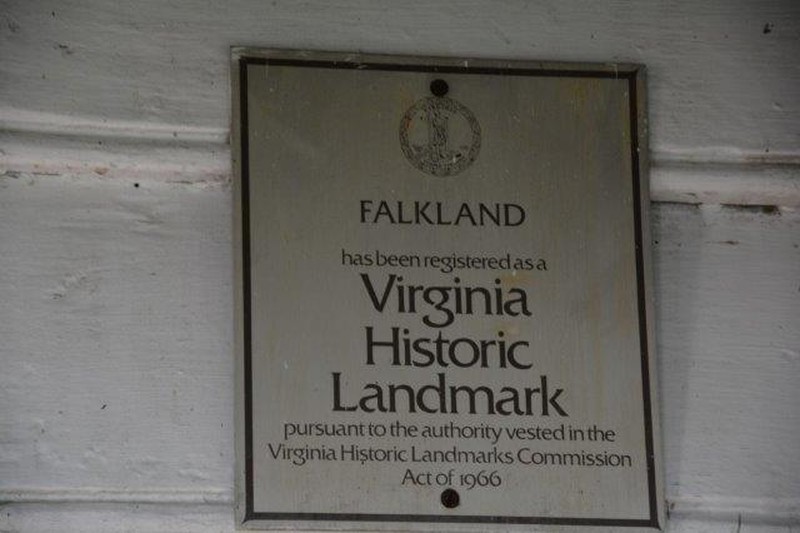 FALKLAND
has been registered as a
Virginia
Historic
Landmark
pursuant to the authority vested in the
Virginia Historic Landmarks Commission
Act of 1966